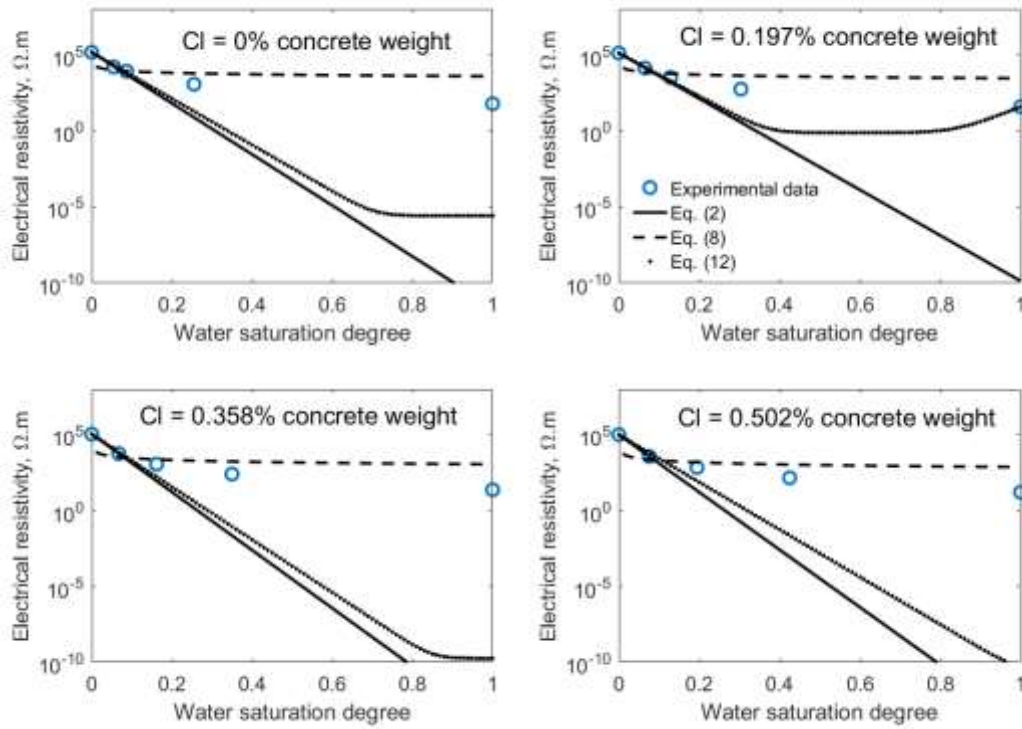 Cl = 0% concrete weight
Electrical resistivity, Ω.m
10^5
10^0
10^-5
10^-10
0 0.2 0.4 0.6 0.8 1
Water saturation degree
Cl = 0.197% concrete weight
Electrical resistivity, Ω.m
10^5
10^0
10^-5
10^-10
Experimental data
Eq. (2)
Eq. (8)
Eq. (12)
0 0.2 0.4 0.6 0.8 1
Water saturation degree
Cl = 0.358% concrete weight
Electrical resistivity, Ω.m
10^5
10^0
10^-5
10^-10
0 0.2 0.4 0.6 0.8 1
Water saturation degree
Cl = 0.502% concrete weight
Electrical resistivity, Ω.m
10^5
10^0
10^-5
10^-10
0 0.2 0.4 0.6 0.8 1
Water saturation degree